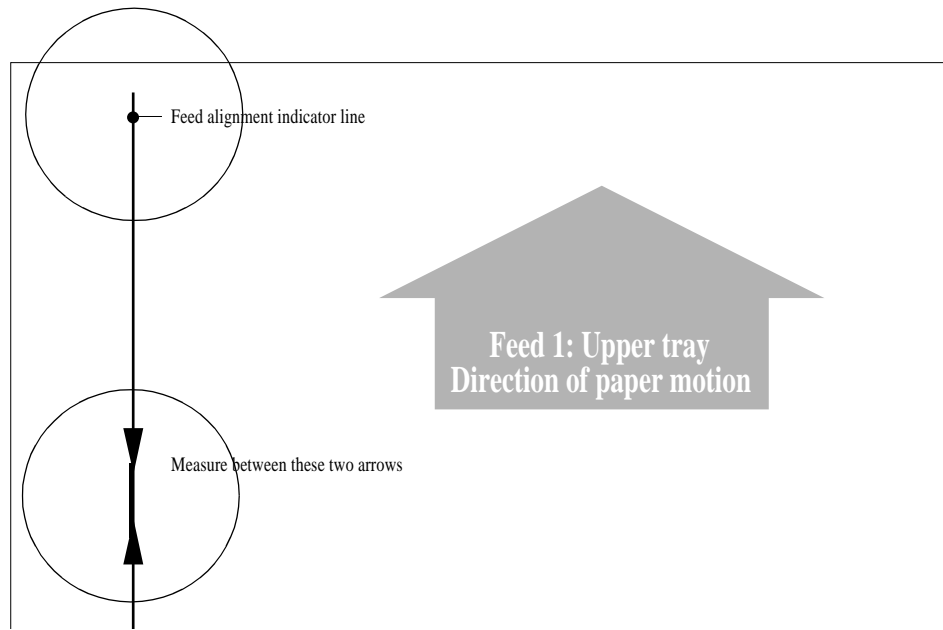 Feed alignment indicator line
Feed 1: Upper tray
Direction of paper motion
Measure between these two arrows